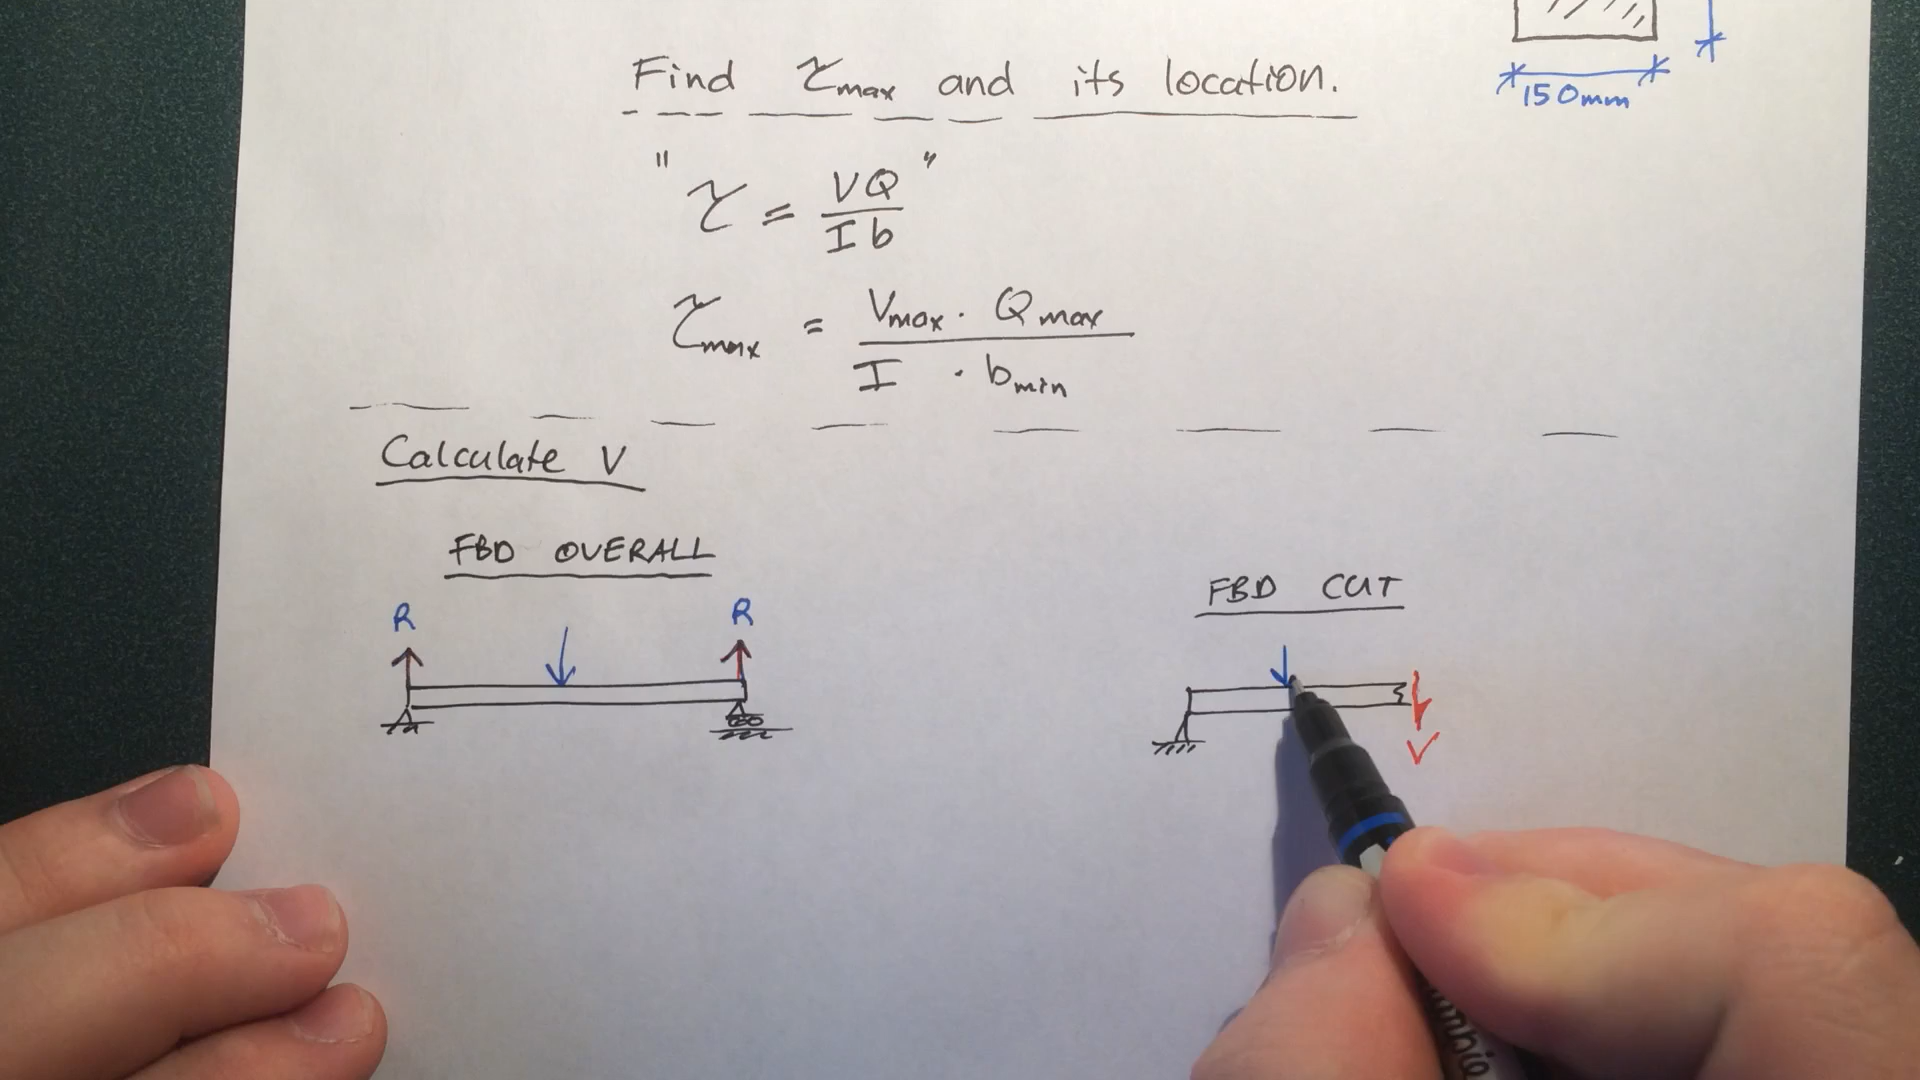 Find τmax and its location.
150mm
"τ = VQ / Ib"
τmax = Vmax · Qmax / I · bmin
Calculate V
FBD OVERALL
FBD CUT
R R
V